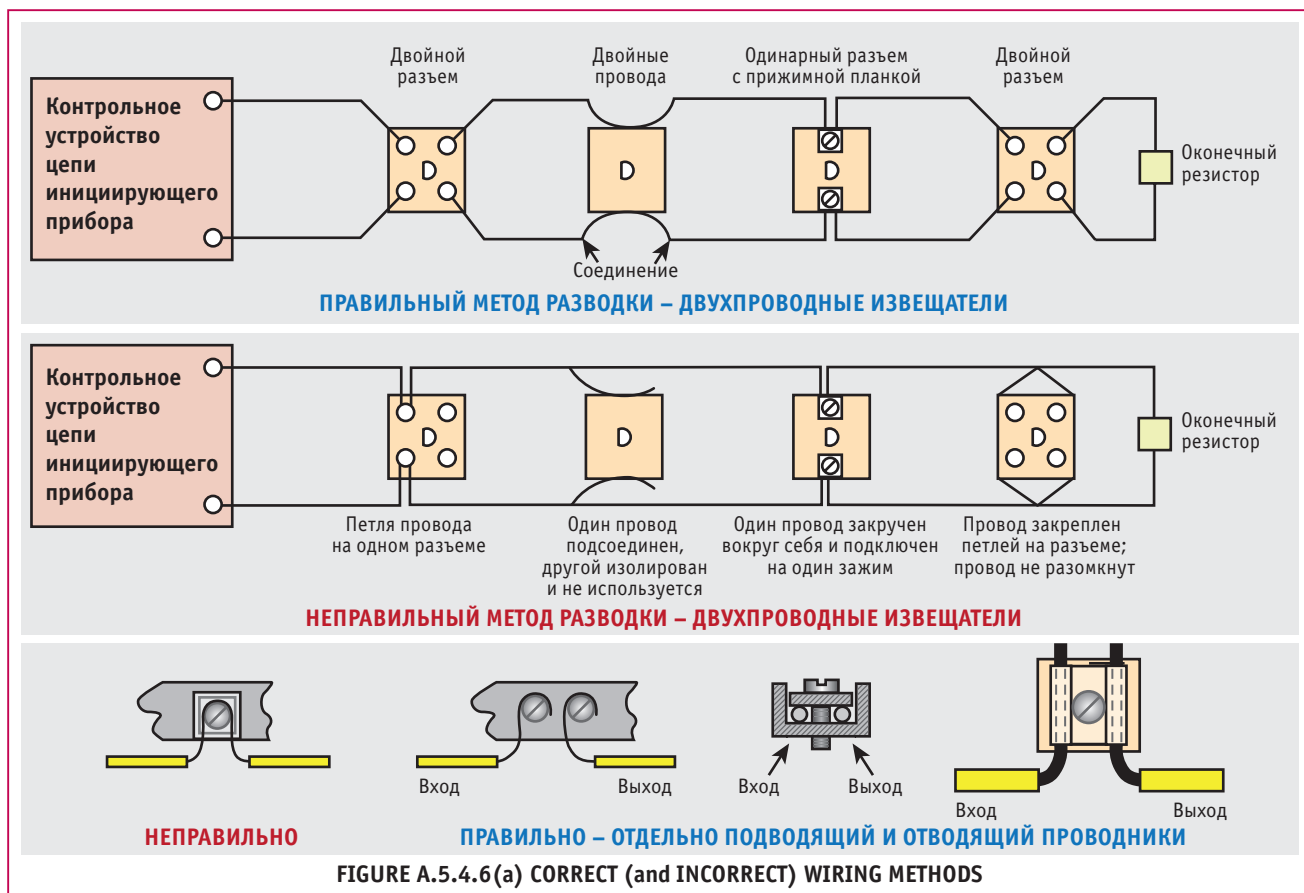 Двойной
разъем
Двойные
провода
Одинарный разъем
с прижимной планкой
Двойной
разъем
Контрольное
устройство
цепи
инициирующего
прибора
D
D
D
D
Оконечный
резистор
Соединение
ПРАВИЛЬНЫЙ МЕТОД РАЗВОДКИ – ДВУХПРОВОДНЫЕ ИЗВЕЩАТЕЛИ
Контрольное
устройство
цепи
инициирующего
прибора
D
D
D
D
Оконечный
резистор
Петля провода
на одном разъеме
Один провод
подсоединен,
другой изолирован
и не используется
Один провод закручен
вокруг себя и подключен
на один зажим
Провод закреплен
петлей на разъеме;
провод не разомкнут
НЕПРАВИЛЬНЫЙ МЕТОД РАЗВОДКИ – ДВУХПРОВОДНЫЕ ИЗВЕЩАТЕЛИ
Вход
Выход
Вход
Выход
Вход
Выход
НЕПРАВИЛЬНО
ПРАВИЛЬНО – ОТДЕЛЬНО ПОДВОДЯЩИЙ И ОТВОДЯЩИЙ ПРОВОДНИКИ
FIGURE A.5.4.6(a) CORRECT (and INCORRECT) WIRING METHODS